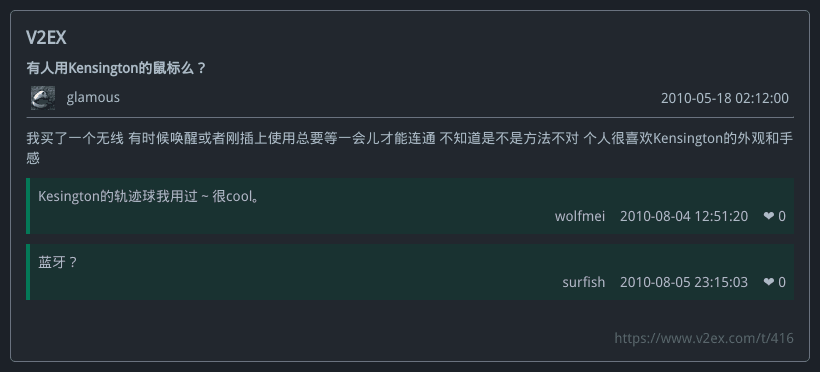 V2EX
有人用Kensington的鼠标么？
glamous
2010-05-18 02:12:00
我买了一个无线 有时候唤醒或者刚插上使用总要等一会儿才能连通 不知道是不是方法不对 个人很喜欢Kensington的外观和手
感
Kesington的轨迹球我用过 ~ 很cool。
wolfmei 2010-08-04 12:51:20 ❤ 0
蓝牙？
surfish 2010-08-05 23:15:03 ❤ 0
https://www.v2ex.com/t/416